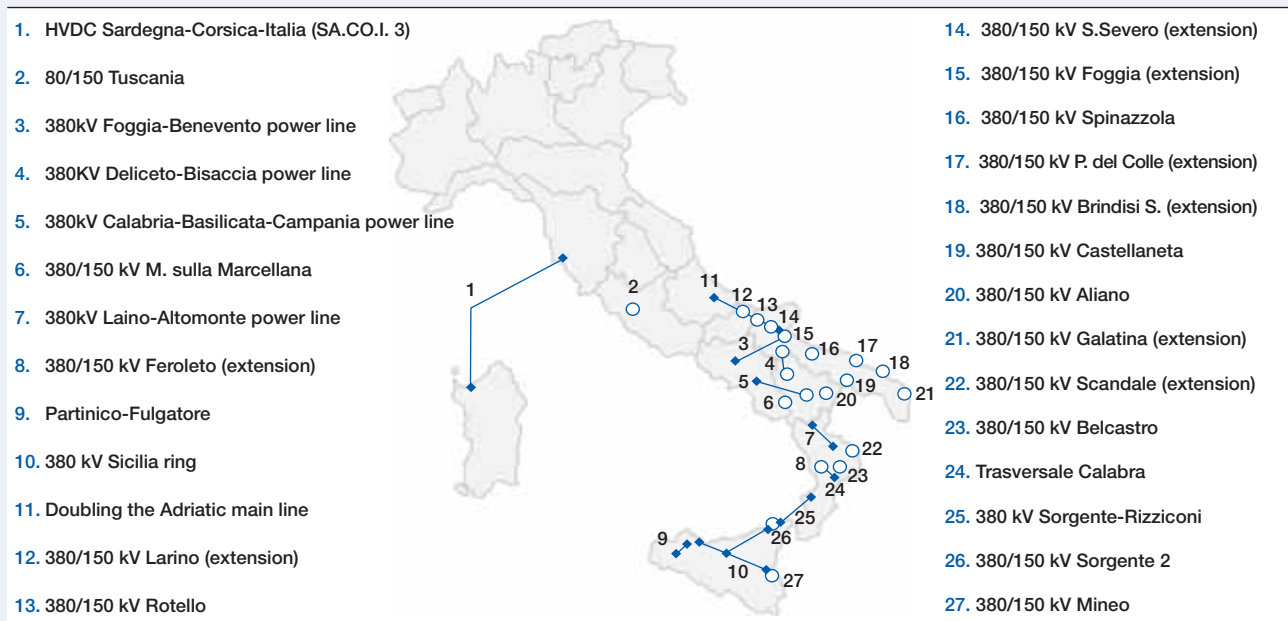 1. HVDC Sardegna-Corsica-Italia (SA.CO.I. 3)
2. 80/150 Tuscania
3. 380kV Foggia-Benevento power line
4. 380KV Deliceto-Bisaccia power line
5. 380kV Calabria-Basilicata-Campania power line
6. 380/150 kV M. sulla Marcellana
7. 380kV Laino-Altomonte power line
8. 380/150 kV Feroleto (extension)
9. Partinico-Fulgatore
10. 380 kV Sicilia ring
11. Doubling the Adriatic main line
12. 380/150 kV Larino (extension)
13. 380/150 kV Rotello
1
2
11
12
13
14
15
3
16
17
4
18
5
19
6
20
21
7
22
8
23
24
25
26
9
10
27
14. 380/150 kV S.Severo (extension)
15. 380/150 kV Foggia (extension)
16. 380/150 kV Spinazzola
17. 380/150 kV P. del Colle (extension)
18. 380/150 kV Brindisi S. (extension)
19. 380/150 kV Castellaneta
20. 380/150 kV Aliano
21. 380/150 kV Galatina (extension)
22. 380/150 kV Scandale (extension)
23. 380/150 kV Belcastro
24. Trasversale Calabra
25. 380 kV Sorgente-Rizziconi
26. 380/150 kV Sorgente 2
27. 380/150 kV Mineo